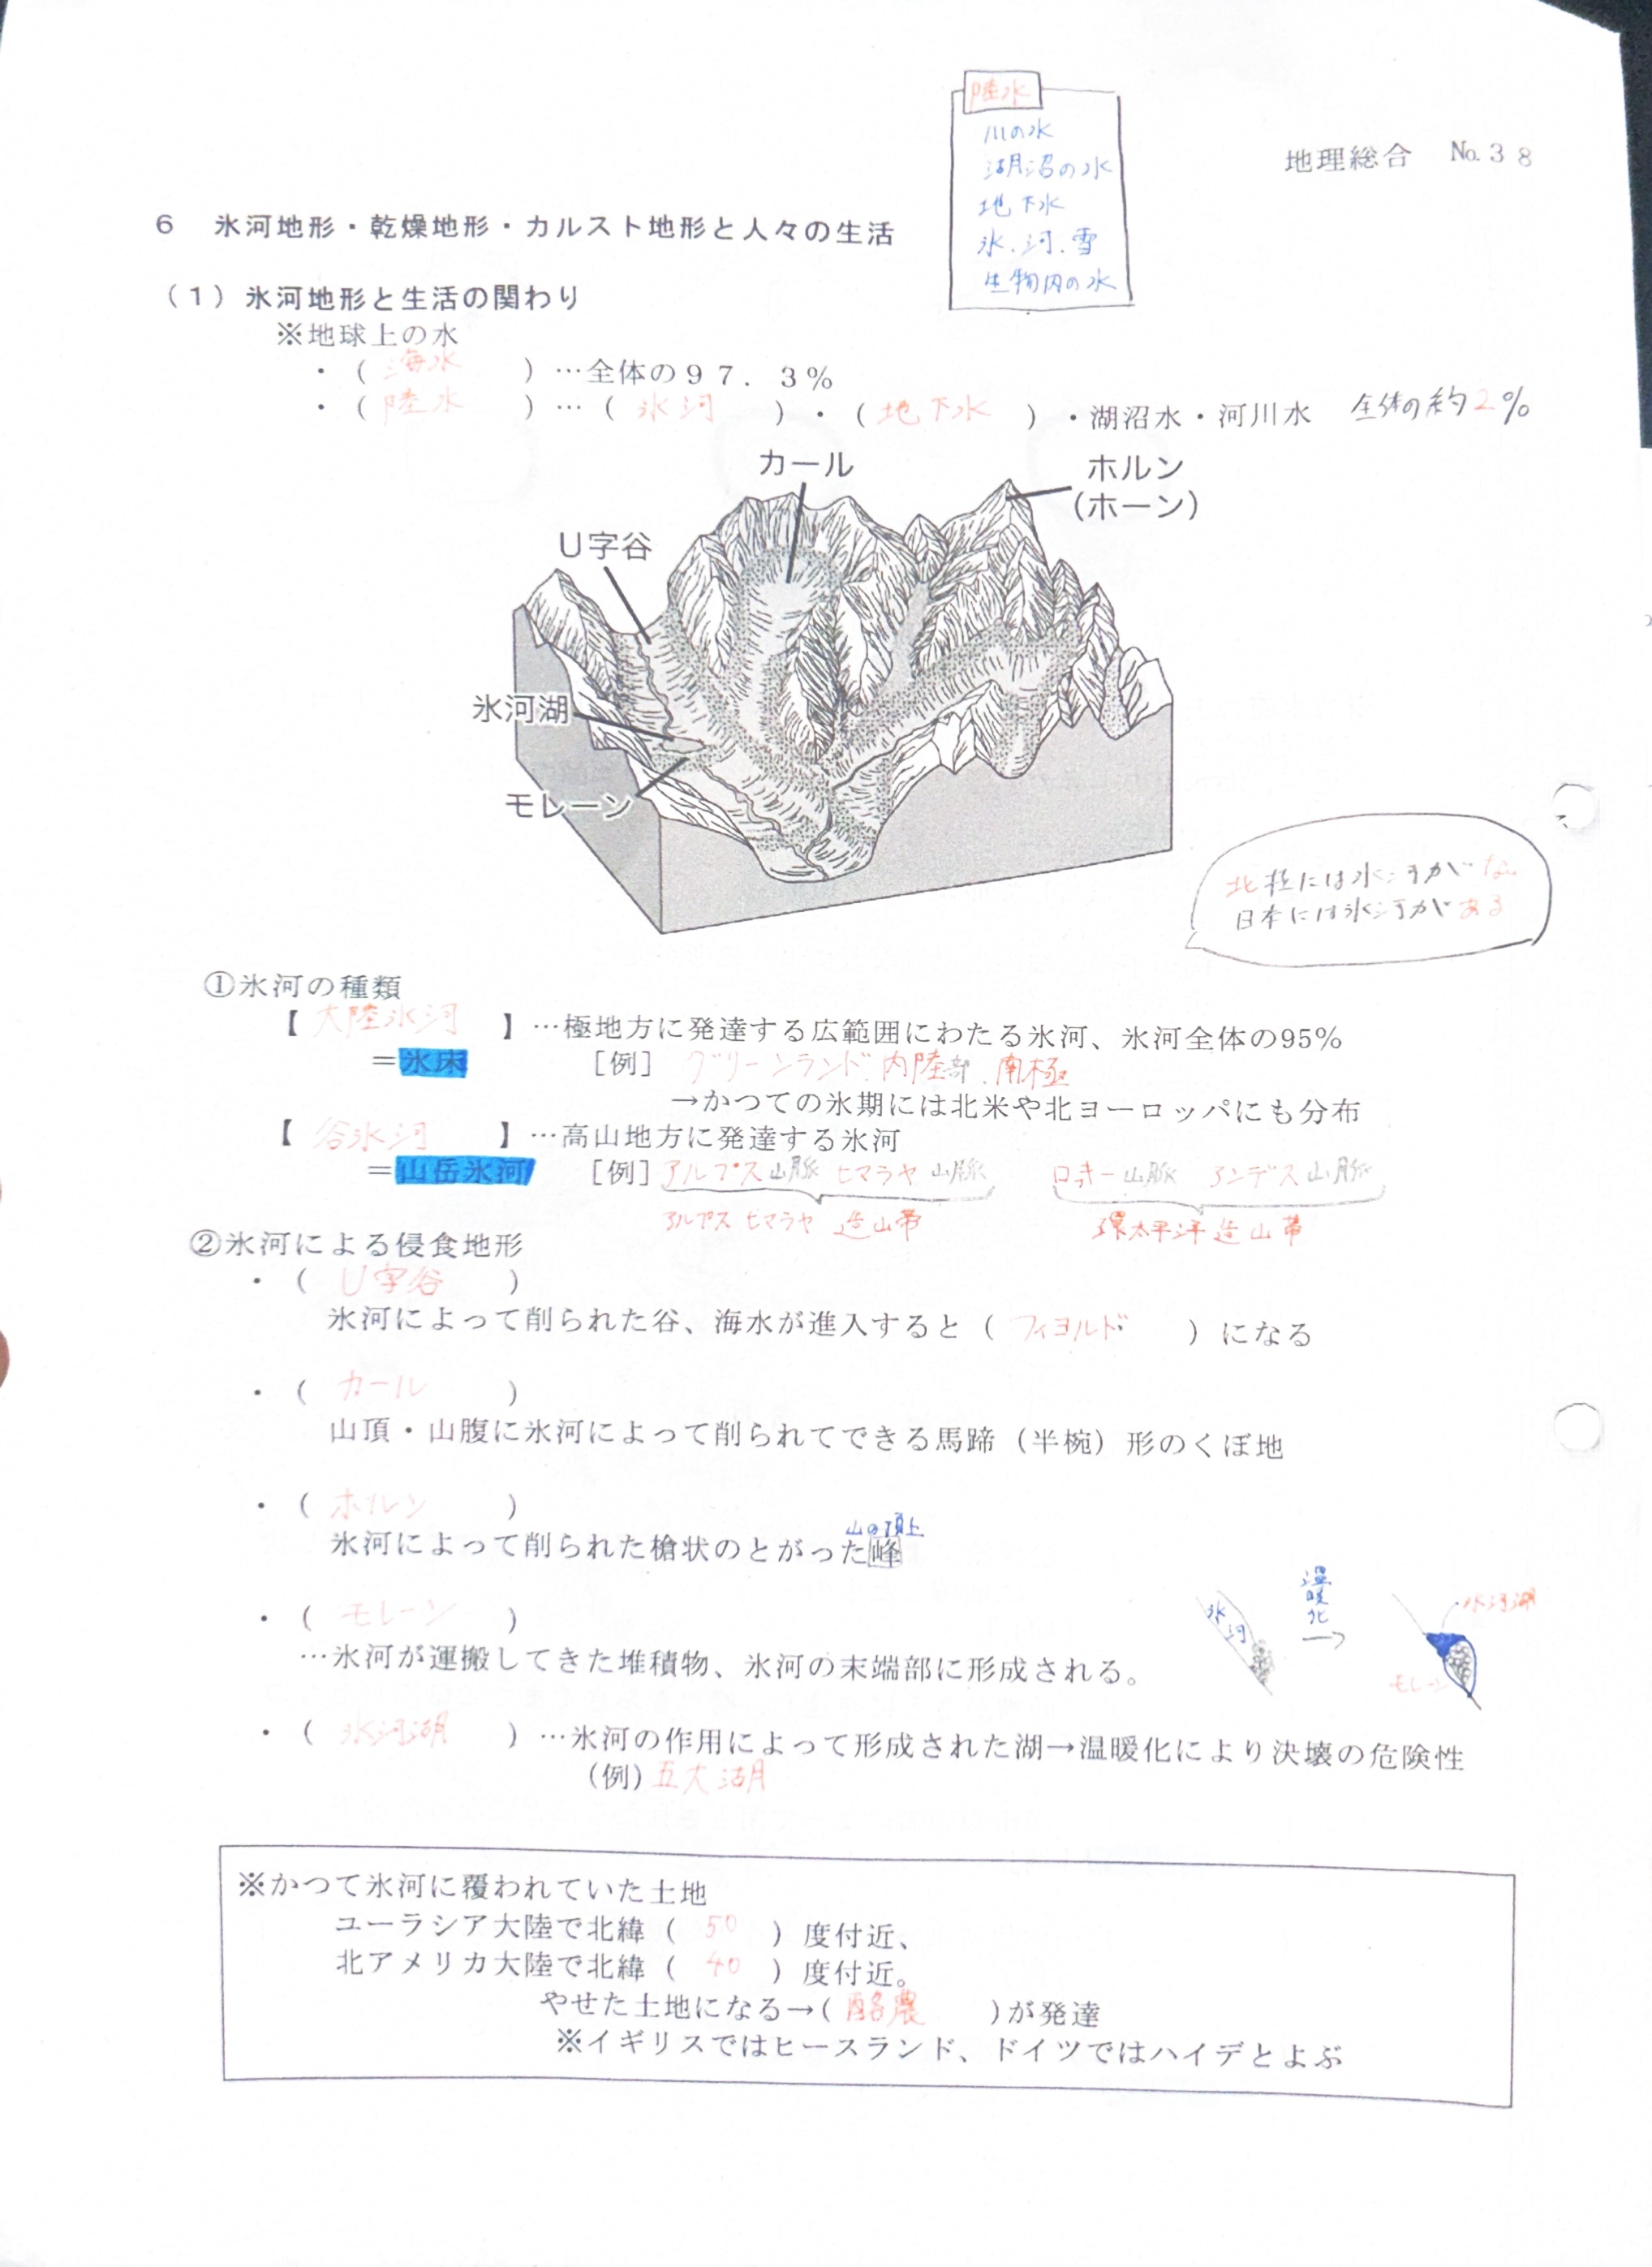 陸水
川の水
湖沼の水
地下水
氷.河.雪
生物内の水
地理総合　No.38
6　氷河地形・乾燥地形・カルスト地形と人々の生活
（1）氷河地形と生活の関わり
※地球上の水
・（ 海水 ）…全体の97.3%
・（ 陸水 ）…（ 氷河 ）・（ 地下水 ）・湖沼水・河川水　全体の約2%
カール
ホルン
（ホーン）
U字谷
氷河湖
モレーン
北極には氷河がない
日本には氷河がある
①氷河の種類
【 大陸氷河 】…極地方に発達する広範囲にわたる氷河、氷河全体の95%
＝氷床　［例］ グリーンランド.内陸部.南極
→かつての氷期には北米や北ヨーロッパにも分布
【 谷氷河 】…高山地方に発達する氷河
＝山岳氷河　［例］アルプス山脈 ヒマラヤ山脈　ロッキー山脈 アンデス山脈
アルプス ヒマラヤ 造山帯　環太平洋造山帯
②氷河による侵食地形
・（ U字谷 ）
氷河によって削られた谷、海水が進入すると（ フィヨルド ）になる
・（ カール ）
山頂・山腹に氷河によって削られてできる馬蹄（半椀）形のくぼ地
・（ ホルン ）
山の頂上
氷河によって削られた槍状のとがった峰
・（ モレーン ）
…氷河が運搬してきた堆積物、氷河の末端部に形成される。
氷河
温暖化
→
氷河湖
モレーン
・（ 氷河湖 ）…氷河の作用によって形成された湖→温暖化により決壊の危険性
（例）五大湖
※かつて氷河に覆われていた土地
ユーラシア大陸で北緯（ 50 ）度付近、
北アメリカ大陸で北緯（ 40 ）度付近。
やせた土地になる→（ 酪農 ）が発達
※イギリスではヒースランド、ドイツではハイデとよぶ